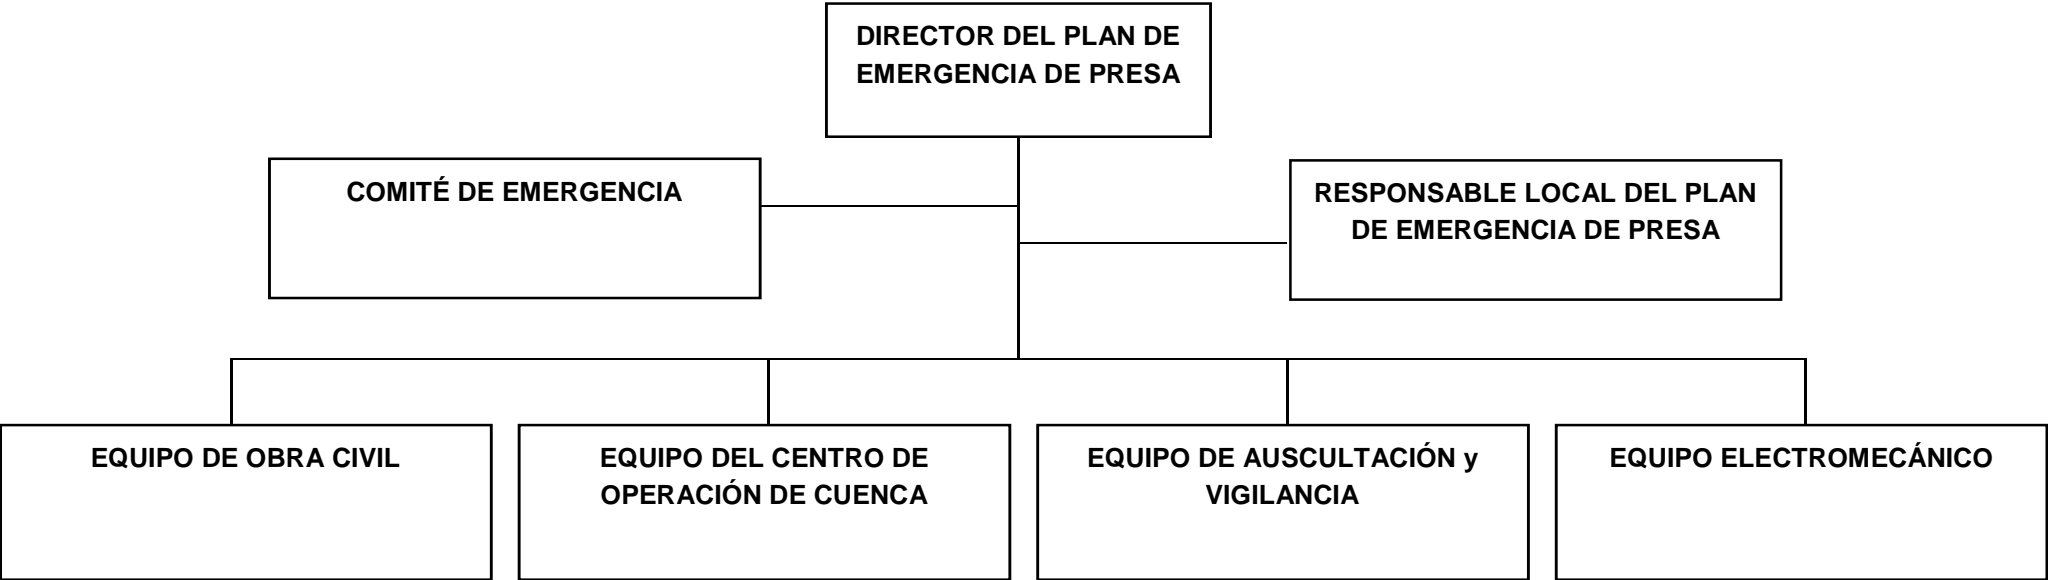 DIRECTOR DEL PLAN DE
EMERGENCIA DE PRESA
COMITÉ DE EMERGENCIA
RESPONSABLE LOCAL DEL PLAN
DE EMERGENCIA DE PRESA
EQUIPO DE OBRA CIVIL
EQUIPO DEL CENTRO DE
OPERACIÓN DE CUENCA
EQUIPO DE AUSCULTACIÓN y
VIGILANCIA
EQUIPO ELECTROMECÁNICO